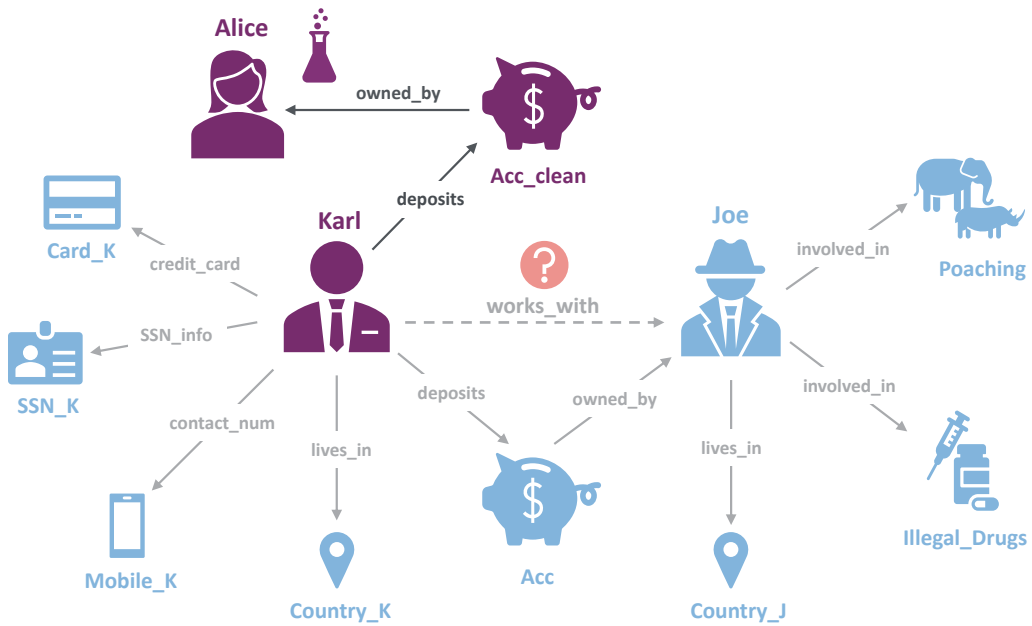 Alice
owned_by
$
Acc_clean
deposits
Karl
Joe
Card_K
credit_card
involved_in
Poaching
?
works_with
SSN_info
SSN_K
deposits
owned_by
involved_in
contact_num
lives_in
lives_in
$
Mobile_K
Country_K
Acc
Country_J
Illegal_Drugs